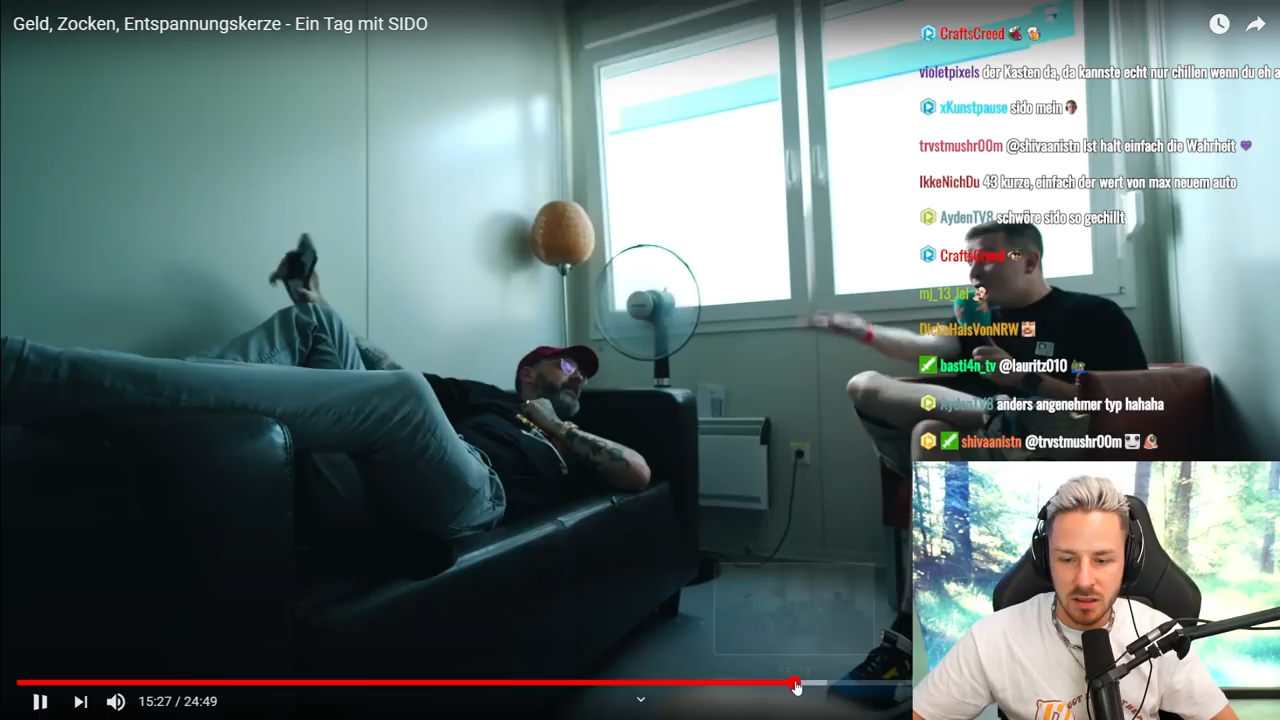 Geld, Zocken, Entspannungskerze - Ein Tag mit SIDO
CraftsCreed
violetpixels der Kasten da, da kannste echt nur chillen wenn du eh a
xKunstpause sido mein
trvstmushr00m @shivaanistn Ist halt einfach die Wahrheit
IkkeNichDu 43 kurze, einfach der wert von max neuem auto
AydenTV8 schwöre sido so gechillt
CraftsCreed
mj_13_lei
DickaHalsVonNRW
basti4n_tv @lauritz010
AydenTV8 anders angenehmer typ hahaha
shivaanistn @trvstmushr00m
15:27 / 24:49